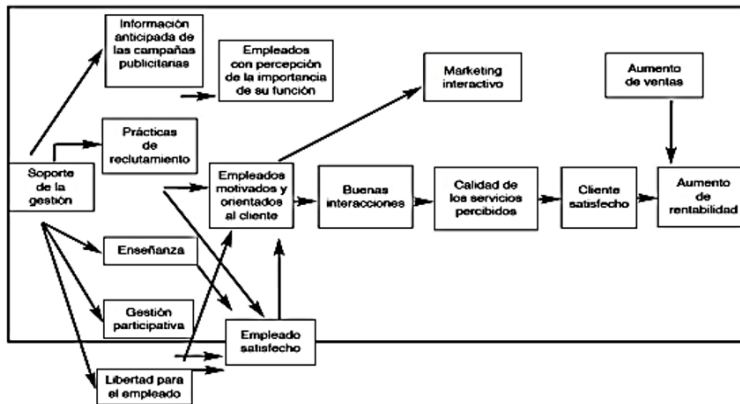 Información
anticipada de
las campañas
publicitarias
Empleados
con percepción
de la importancia
de su función
Marketing
interactivo
Aumento
de ventas
Prácticas
de
reclutamiento
Soporte
de la
gestión
Empleados
motivados y
orientados
al cliente
Buenas
interacciones
Calidad de
los servicios
percibidos
Cliente
satisfecho
Aumento
de
rentabilidad
Enseñanza
Gestión
participativa
Empleado
satisfecho
Libertad para
el empleado